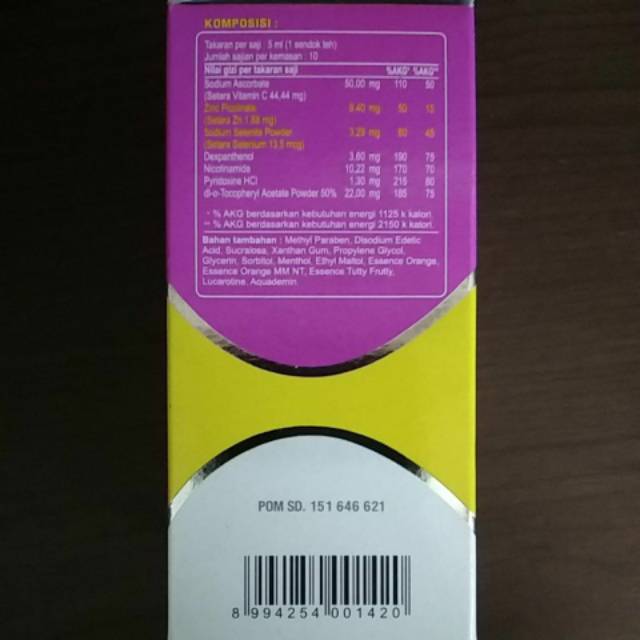 KOMPOSISI :
Takaran per saji : 5 ml (1 sendok teh)
Jumlah sajian per kemasan : 10
Nilai gizi per takaran saji %AKG* %AKG**
Sodium Ascorbate 50,00 mg 110 50
(Setara Vitamin C 44,44 mg)
Zinc Picolinate 9.40 mg 50 15
(Setara Zn 1.88 mg)
Sodium Selenite Powder 3.29 mg 80 45
(Setara Selenium 13.5 mcg)
Dexpanthenol 3,60 mg 190 75
Nicotinamide 10,22 mg 170 70
Pyridoxine HCl 1,30 mg 215 80
dl-α-Tocopheryl Acetate Powder 50% 22,00 mg 185 75
* % AKG berdasarkan kebutuhan energi 1125 k kalori
** % AKG berdasarkan kebutuhan energi 2150 k kalori.
Bahan tambahan : Methyl Paraben, Disodium Edetic
Acid, Sucralosa, Xanthan Gum, Propylene Glycol,
Glycerin, Sorbitol, Menthol, Ethyl Maltol, Essence Orange,
Essence Orange MM NT, Essence Tutty Frutty,
Lucarotine, Aquademin.
POM SD. 151 646 621
8 994254 001420